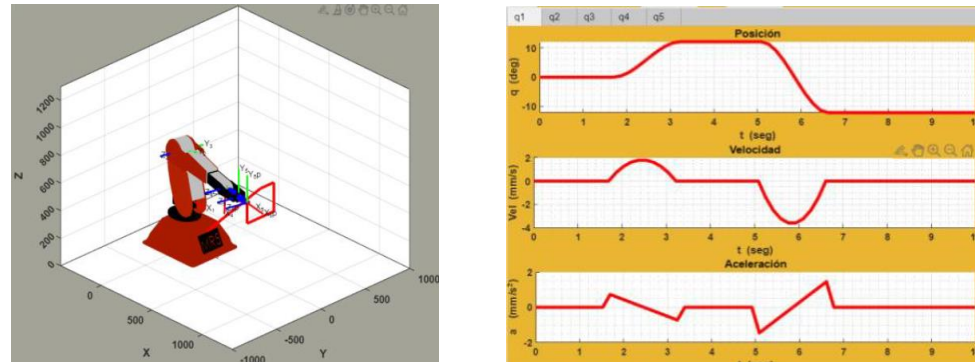 1200
1000
800
600
400
200
0
Z
0
500
1000
X
-1000
-500
0
500
1000
Y
q1 q2 q3 q4 q5
Posición
q (deg)
10
0
-10
0 1 2 3 4 5 6 7 8 9
t (seg)
Velocidad
Vel (mm/s)
2
0
-2
-4
0 1 2 3 4 5 6 7 8 9
t (seg)
Aceleración
a (mm/s²)
2
0
-2
0 1 2 3 4 5 6 7 8 9